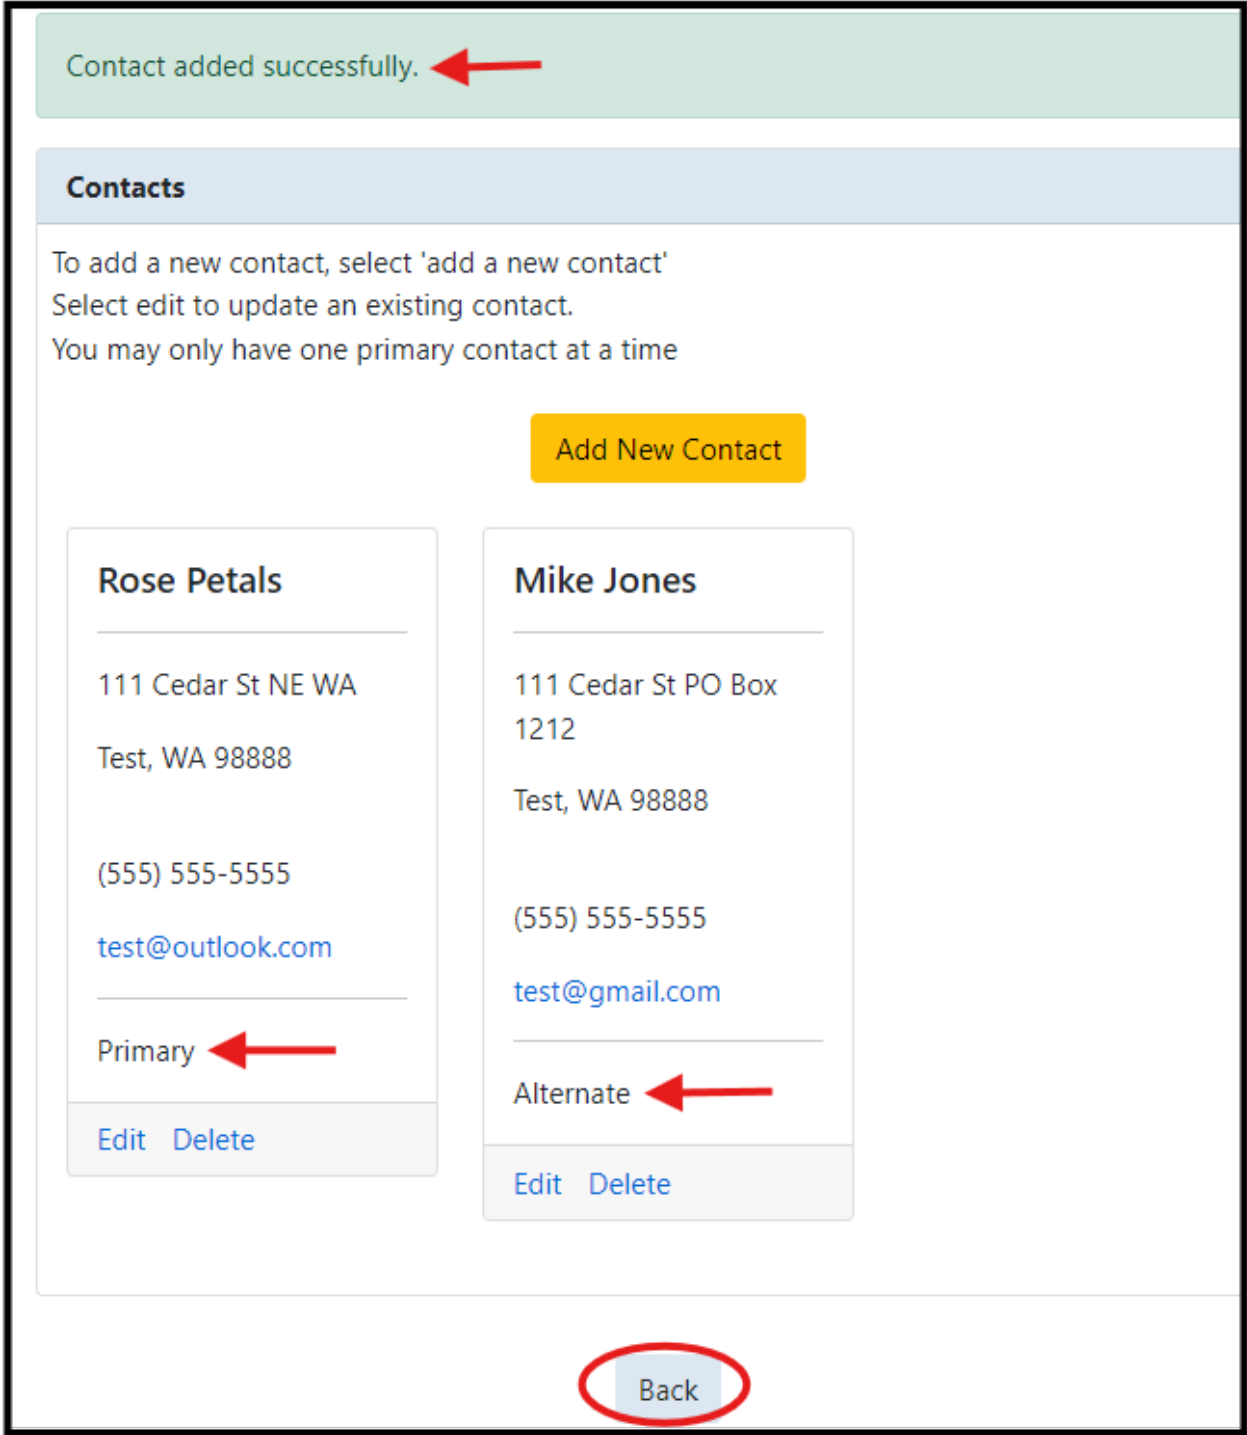 Contact added successfully.
Contacts
To add a new contact, select 'add a new contact'
Select edit to update an existing contact.
You may only have one primary contact at a time
Add New Contact
Rose Petals
111 Cedar St NE WA
Test, WA 98888
(555) 555-5555
test@outlook.com
Primary
Edit Delete
Mike Jones
111 Cedar St PO Box
1212
Test, WA 98888
(555) 555-5555
test@gmail.com
Alternate
Edit Delete
Back